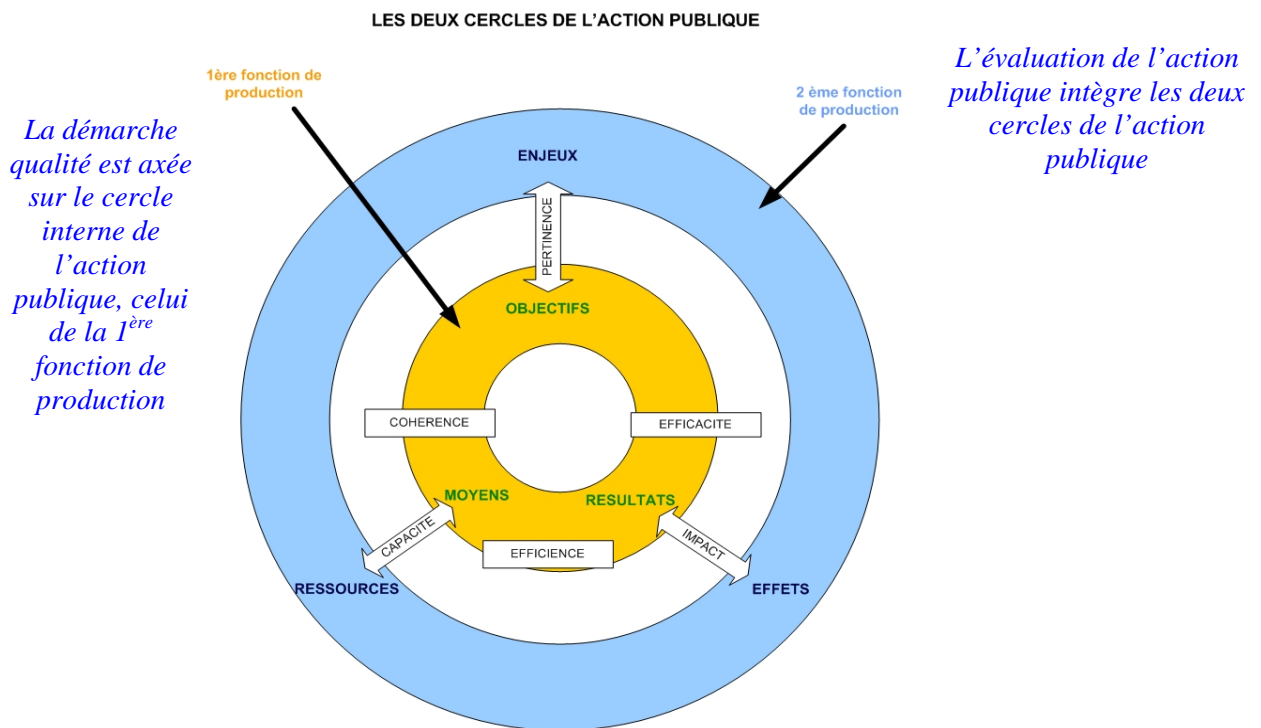 LES DEUX CERCLES DE L'ACTION PUBLIQUE
1ère fonction de
production
2 ème fonction
de production
L'évaluation de l'action
publique intègre les deux
cercles de l'action
publique
La démarche
qualité est axée
sur le cercle
interne de
l'action
publique, celui
de la 1ère
fonction de
production
ENJEUX
PERTINENCE
OBJECTIFS
COHERENCE
EFFICACITE
MOYENS
RESULTATS
CAPACITE
EFFICIENCE
IMPACT
RESSOURCES
EFFETS